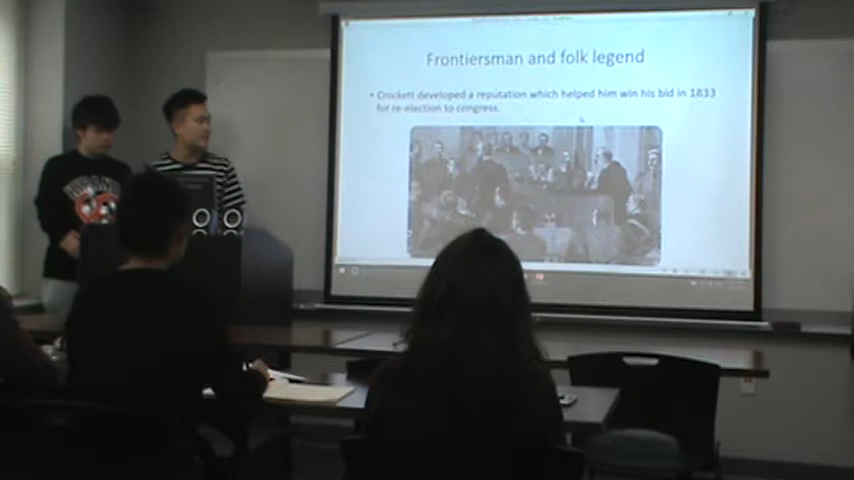 Frontiersman and folk legend
• Crockett developed a reputation which helped him win his bid in 1833
for re-election to congress.